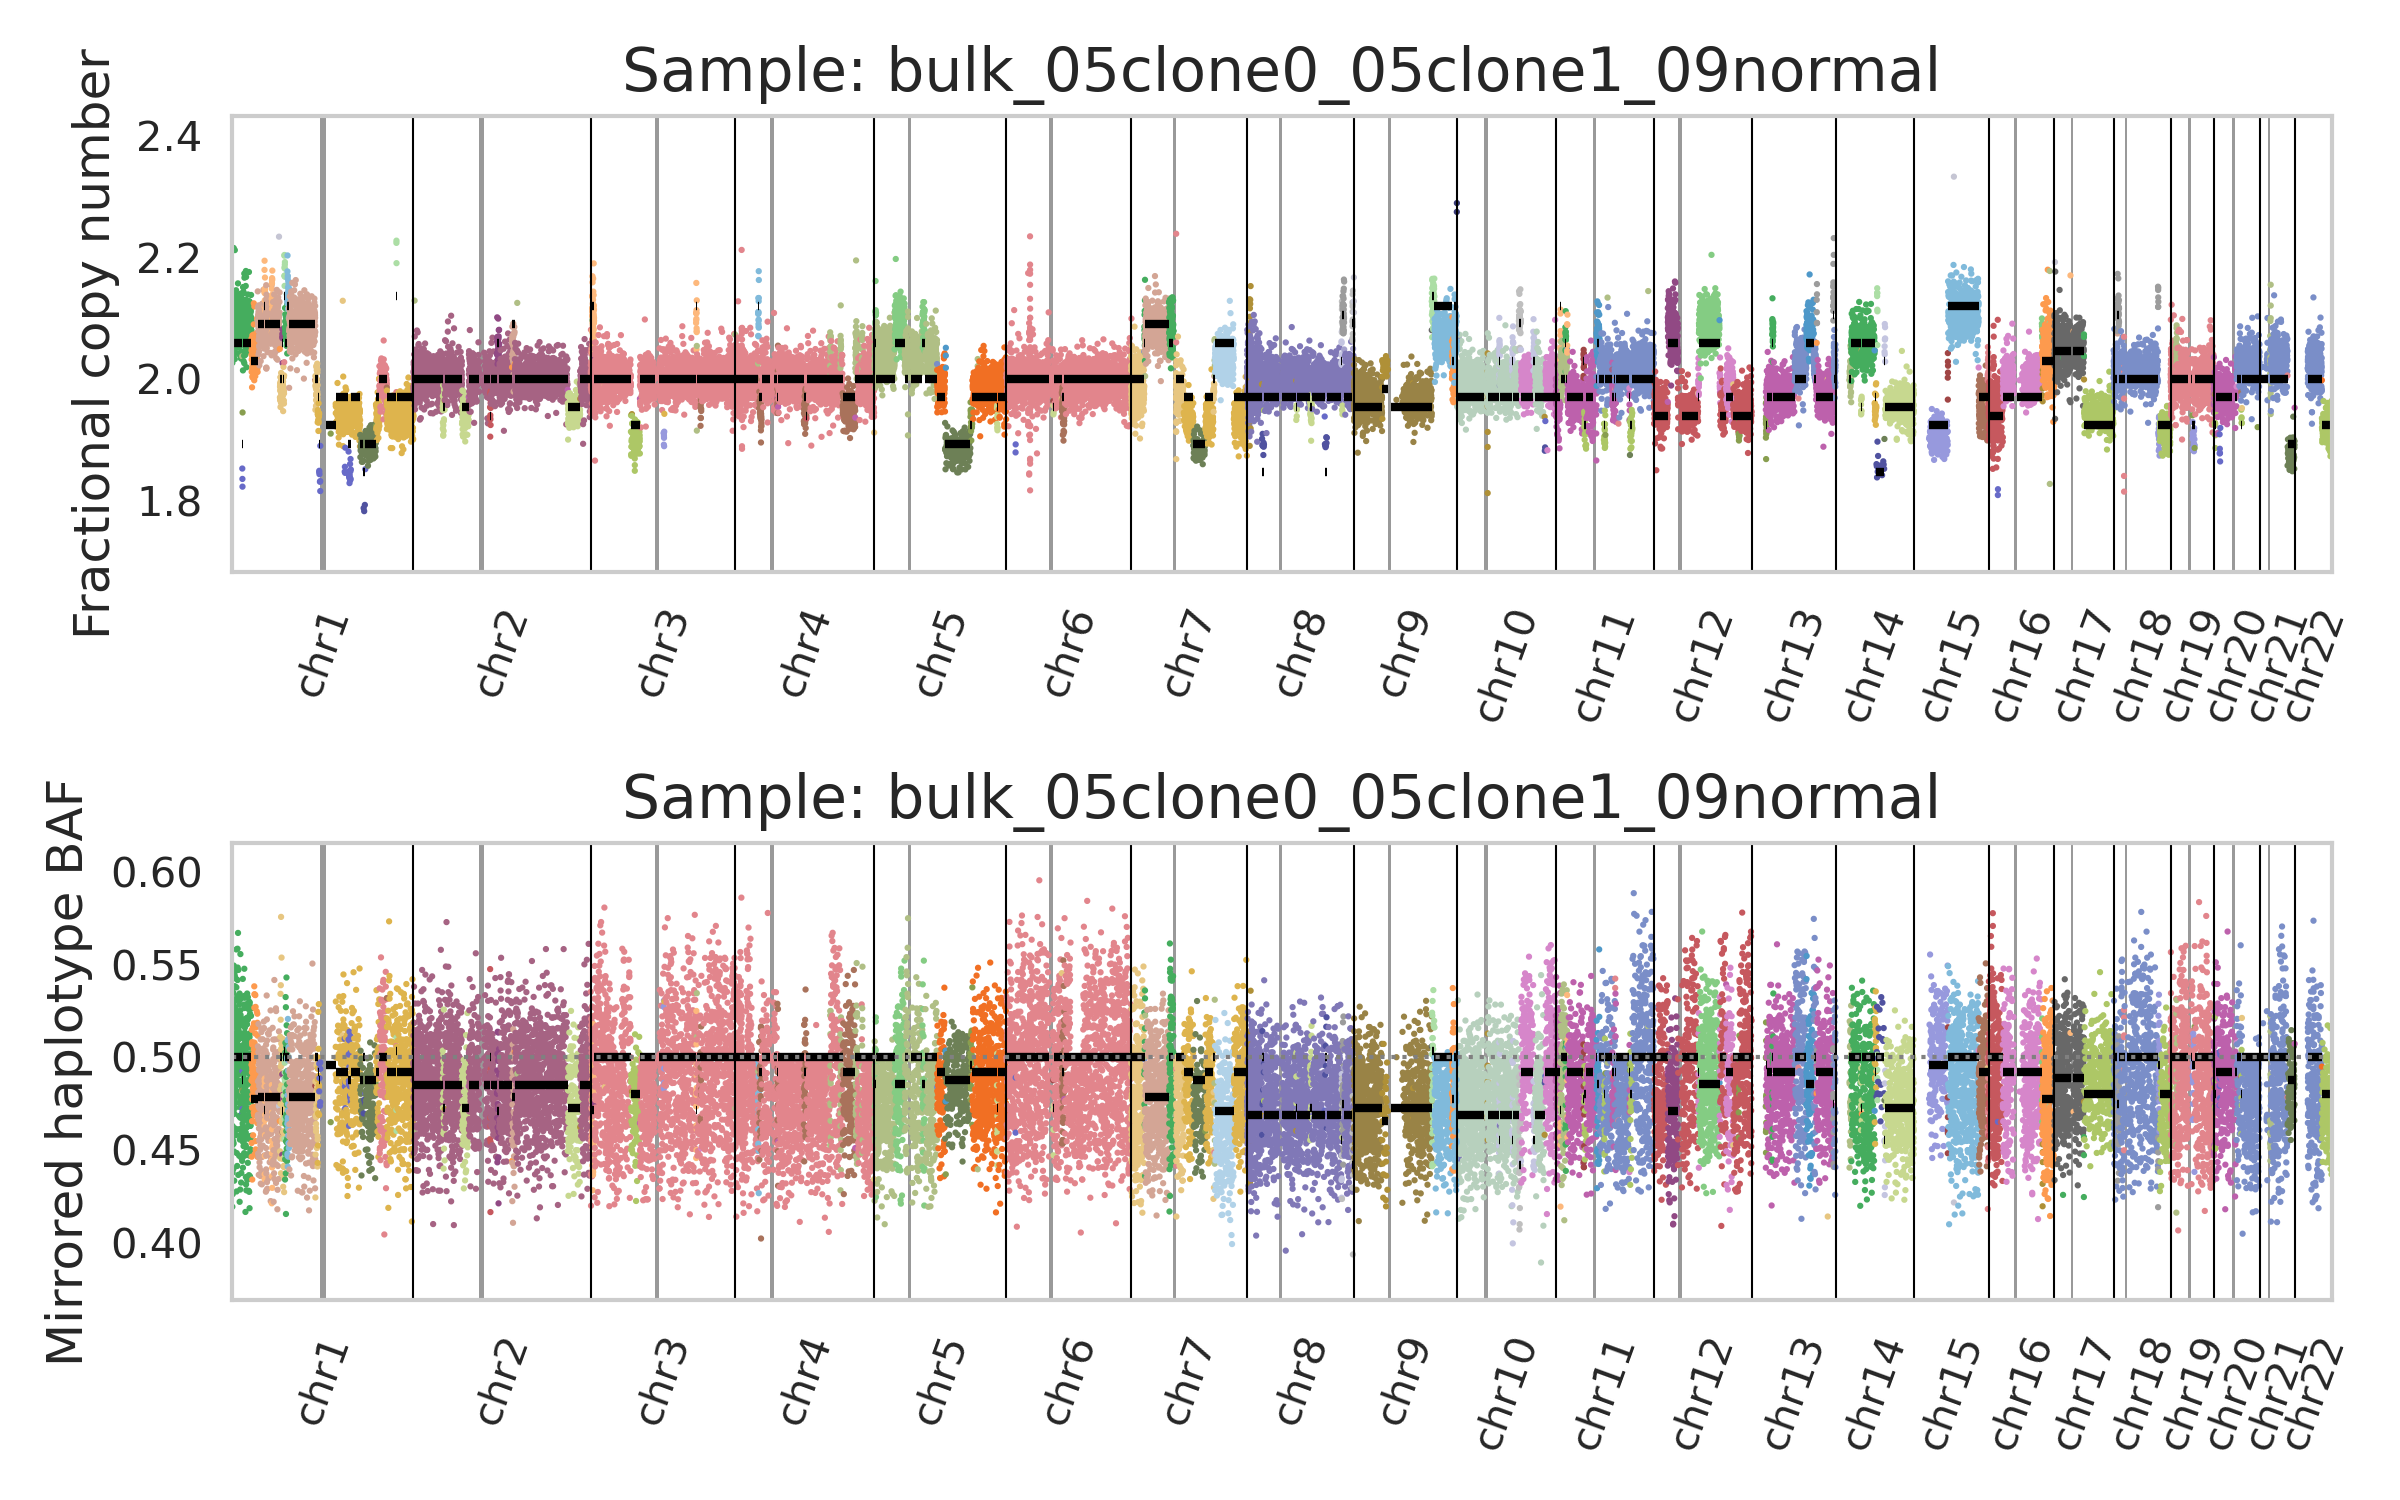 Sample: bulk_05clone0_05clone1_09normal
Fractional copy number
2.4
2.2
2.0
1.8
chr1 chr2 chr3 chr4 chr5 chr6 chr7 chr8 chr9 chr10 chr11 chr12 chr13 chr14 chr15 chr16 chr17 chr18 chr19 chr20 chr21 chr22
Sample: bulk_05clone0_05clone1_09normal
Mirrored haplotype BAF
0.60
0.55
0.50
0.45
0.40
chr1 chr2 chr3 chr4 chr5 chr6 chr7 chr8 chr9 chr10 chr11 chr12 chr13 chr14 chr15 chr16 chr17 chr18 chr19 chr20 chr21 chr22